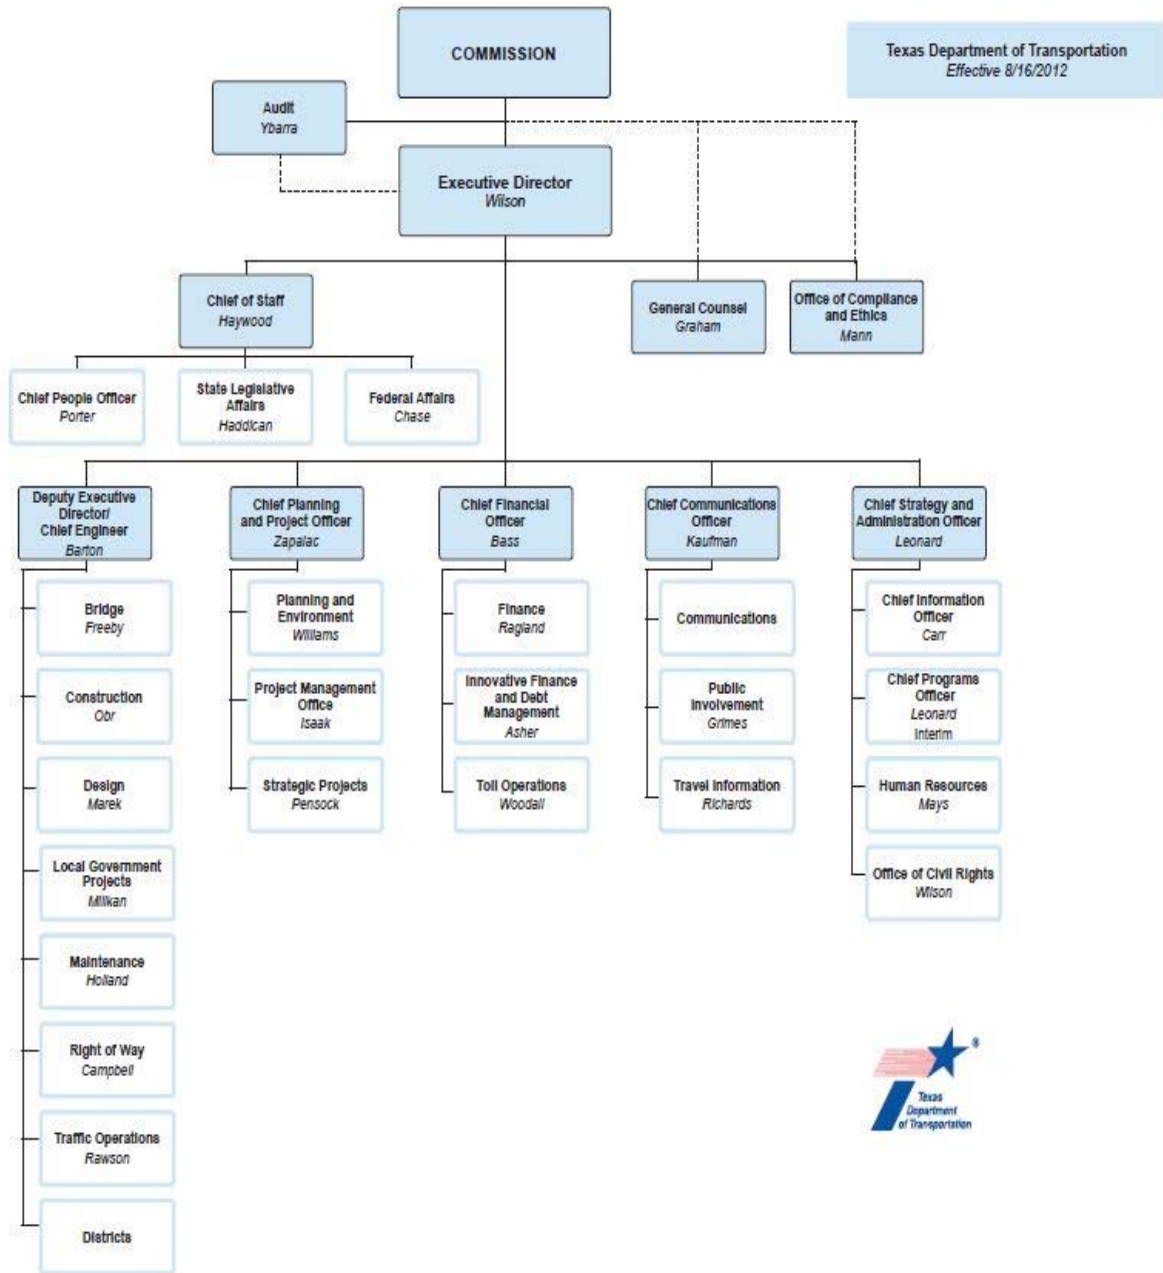 COMMISSION
Texas Department of Transportation
Effective 8/16/2012
Audit
Ybarra
Executive Director
Wilson
Chief of Staff
Haywood
General Counsel
Graham
Office of Compliance
and Ethics
Mann
Chief People Officer
Porter
State Legislative
Affairs
Haddican
Federal Affairs
Chase
Deputy Executive
Director/
Chief Engineer
Barton
Chief Planning
and Project Officer
Zapalac
Chief Financial
Officer
Bass
Chief Communications
Officer
Kaufman
Chief Strategy and
Administration Officer
Leonard
Bridge
Freeby
Construction
Obr
Design
Marek
Local Government
Projects
Millkan
Maintenance
Holland
Right of Way
Campbell
Traffic Operations
Rawson
Districts
Planning and
Environment
Williams
Project Management
Office
Isaak
Strategic Projects
Pensock
Finance
Ragland
Innovative Finance
and Debt
Management
Asher
Toll Operations
Woodall
Communications
Public
Involvement
Grimes
Travel Information
Richards
Chief Information
Officer
Carr
Chief Programs
Officer
Leonard
Interim
Human Resources
Mays
Office of Civil Rights
Wilson
®
Texas
Department
of Transportation